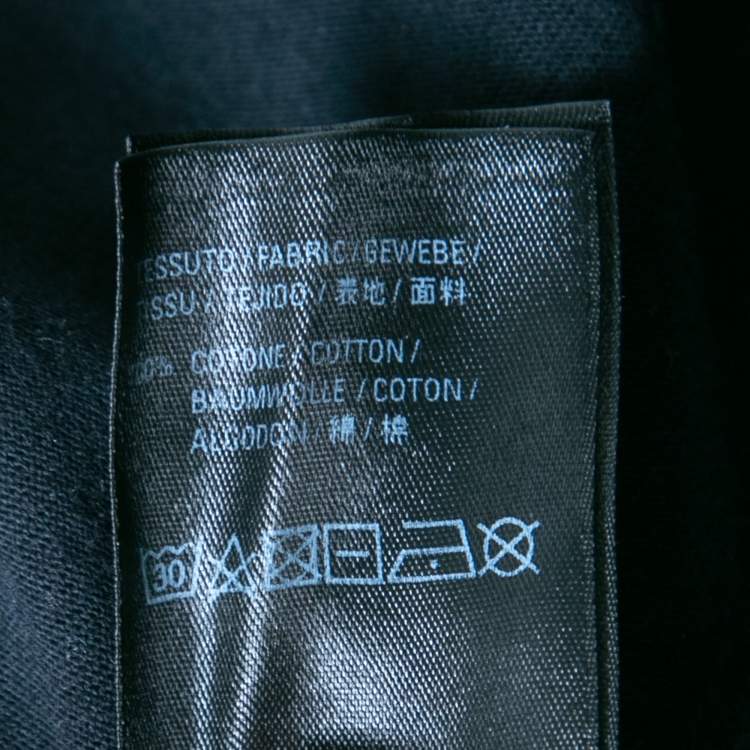 TESSUTO / FABRIC / GEWEBE /
TISSU / TEJIDO / 表地 / 面料
100% COTONE / COTTON /
BAUMWOLLE / COTON /
ALGODON / 綿 / 棉
30